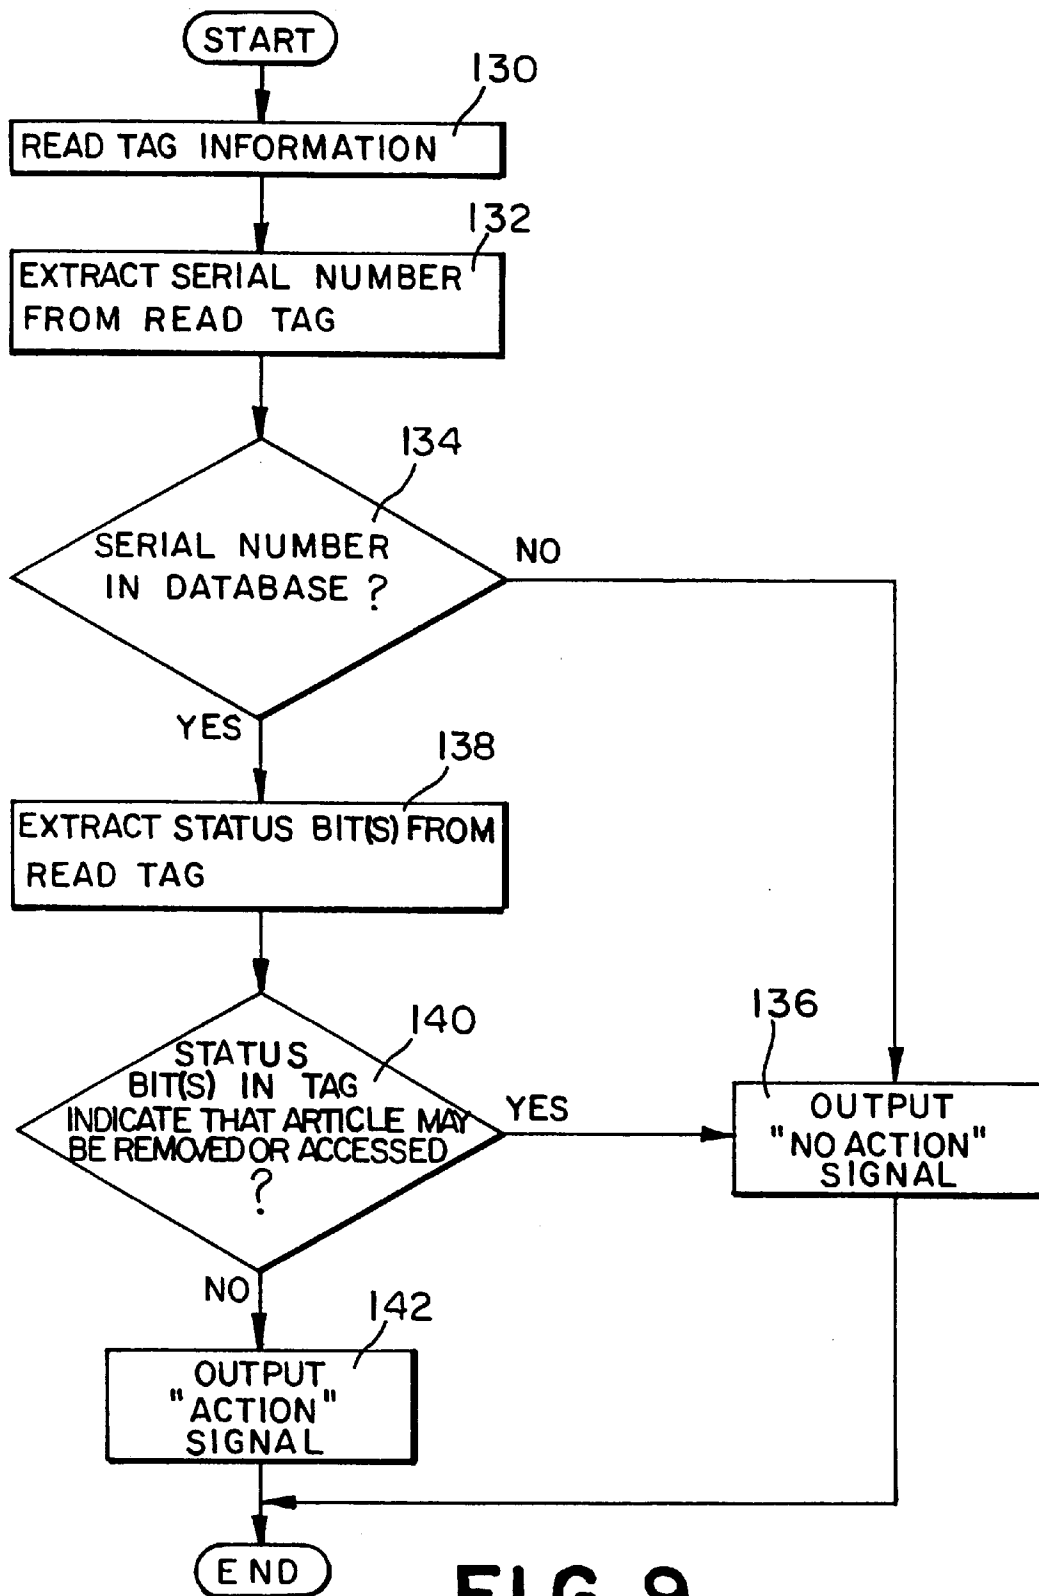 START
130
READ TAG INFORMATION
132
EXTRACT SERIAL NUMBER
FROM READ TAG
134
SERIAL NUMBER
IN DATABASE ?
NO
YES
138
EXTRACT STATUS BIT(S) FROM
READ TAG
140
STATUS
BIT(S) IN TAG
INDICATE THAT ARTICLE MAY
BE REMOVED OR ACCESSED
?
YES
136
OUTPUT
"NO ACTION"
SIGNAL
NO
142
OUTPUT
"ACTION"
SIGNAL
END
FIG. 9